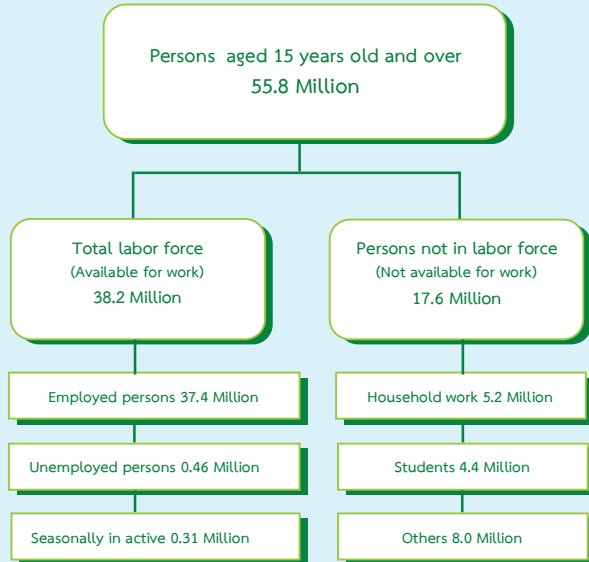 Persons aged 15 years old and over
55.8 Million
Total labor force
(Available for work)
38.2 Million
Persons not in labor force
(Not available for work)
17.6 Million
Employed persons 37.4 Million
Household work 5.2 Million
Unemployed persons 0.46 Million
Students 4.4 Million
Seasonally in active 0.31 Million
Others 8.0 Million